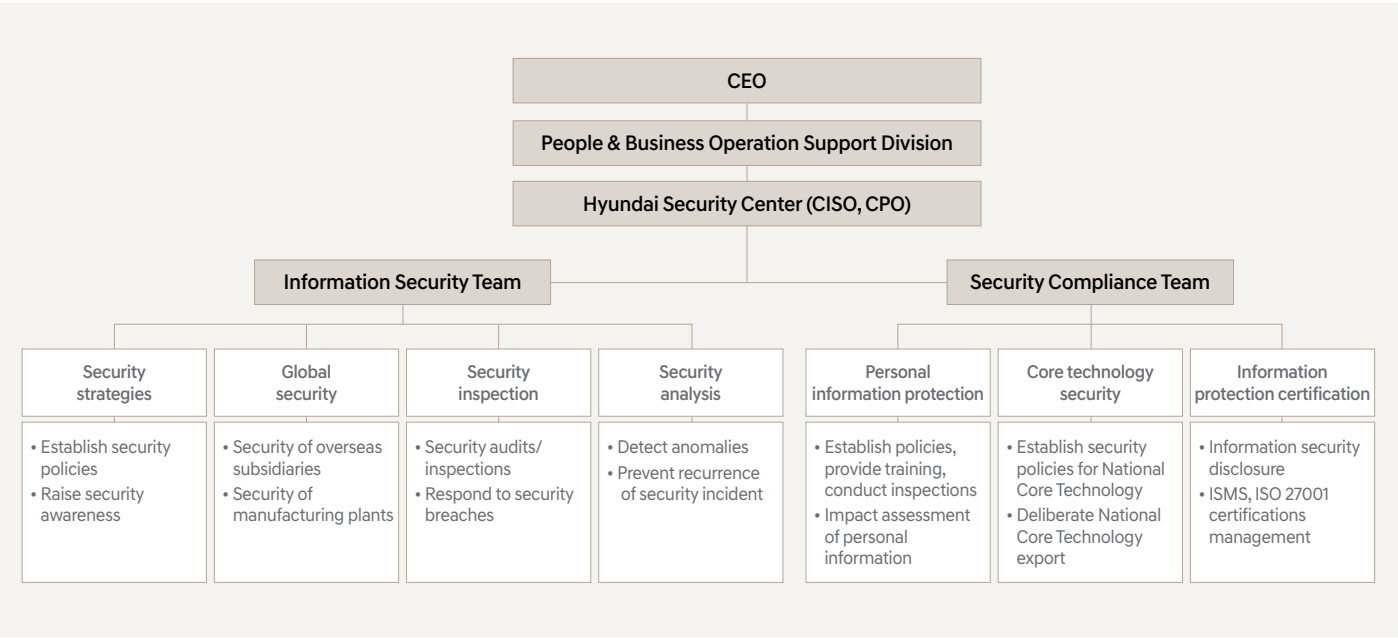 CEO
People & Business Operation Support Division
Hyundai Security Center (CISO, CPO)
Information Security Team
Security Compliance Team
Security
strategies
Global
security
Security
inspection
Security
analysis
Personal
information protection
Core technology
security
Information
protection certification
• Establish security
policies
• Raise security
awareness
• Security of overseas
subsidiaries
• Security of
manufacturing plants
• Security audits/
inspections
• Respond to security
breaches
• Detect anomalies
• Prevent recurrence
of security incident
• Establish policies,
provide training,
conduct inspections
• Impact assessment
of personal
information
• Establish security
policies for National
Core Technology
• Deliberate National
Core Technology
export
• Information security
disclosure
• ISMS, ISO 27001
certifications
management